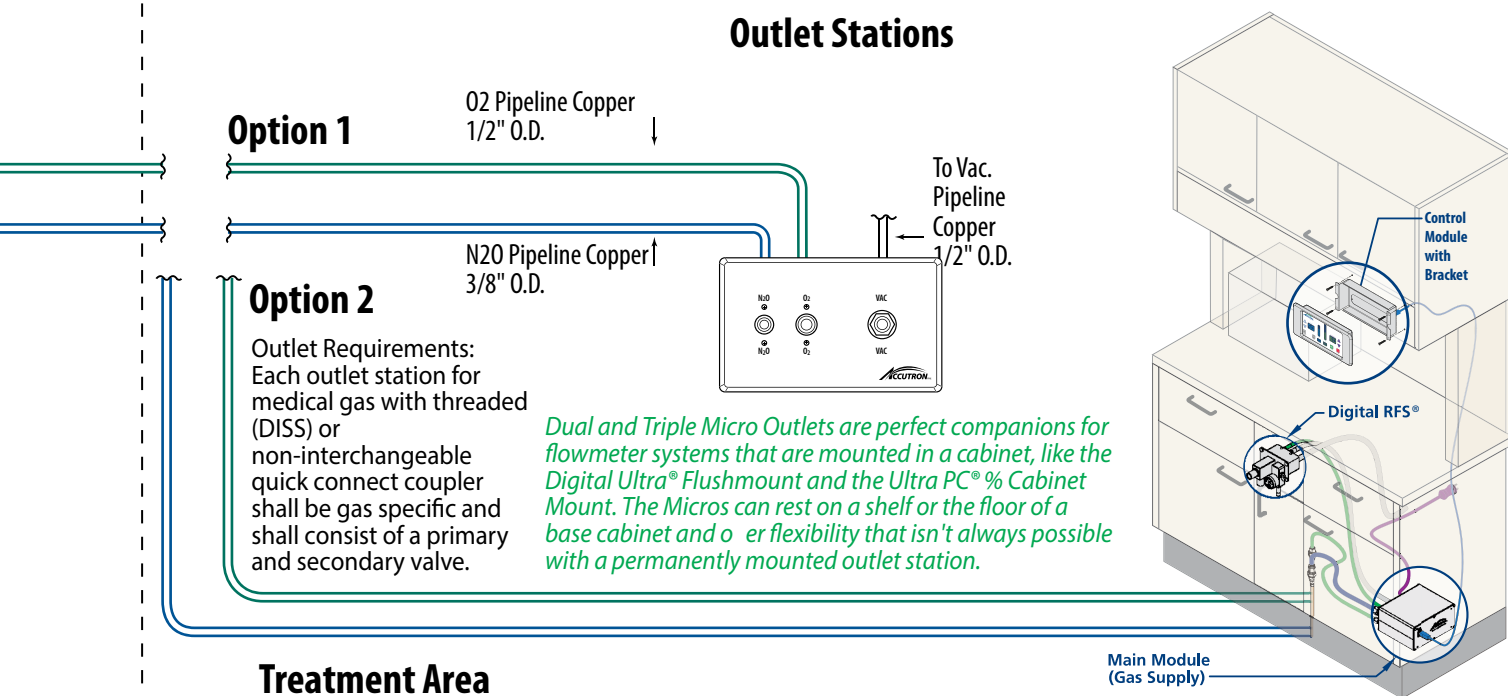 Outlet Stations
Option 1
O2 Pipeline Copper
1/2" O.D.
To Vac.
Pipeline
Copper
1/2" O.D.
N2O Pipeline Copper
3/8" O.D.
N2O O2 VAC
N2O O2 VAC
ACCUTRON
Option 2
Outlet Requirements:
Each outlet station for
medical gas with threaded
(DISS) or
non-interchangeable
quick connect coupler
shall be gas specific and
shall consist of a primary
and secondary valve.
Dual and Triple Micro Outlets are perfect companions for
flowmeter systems that are mounted in a cabinet, like the
Digital Ultra® Flushmount and the Ultra PC® % Cabinet
Mount. The Micros can rest on a shelf or the floor of a
base cabinet and o er flexibility that isn't always possible
with a permanently mounted outlet station.
Control
Module
with
Bracket
Digital RFS®
Main Module
(Gas Supply)
Treatment Area